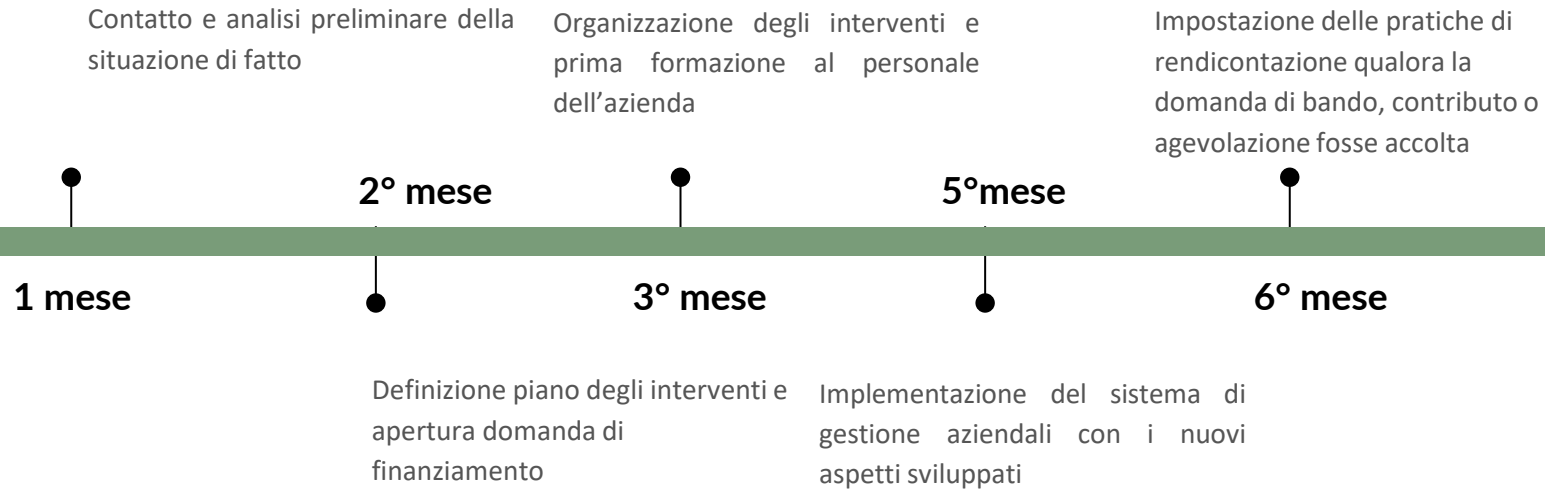 Contatto e analisi preliminare della
situazione di fatto
1 mese
2° mese
Definizione piano degli interventi e
apertura domanda di
finanziamento
Organizzazione degli interventi e
prima formazione al personale
dell’azienda
3° mese
5°mese
Implementazione del sistema di
gestione aziendali con i nuovi
aspetti sviluppati
Impostazione delle pratiche di
rendicontazione qualora la
domanda di bando, contributo o
agevolazione fosse accolta
6° mese